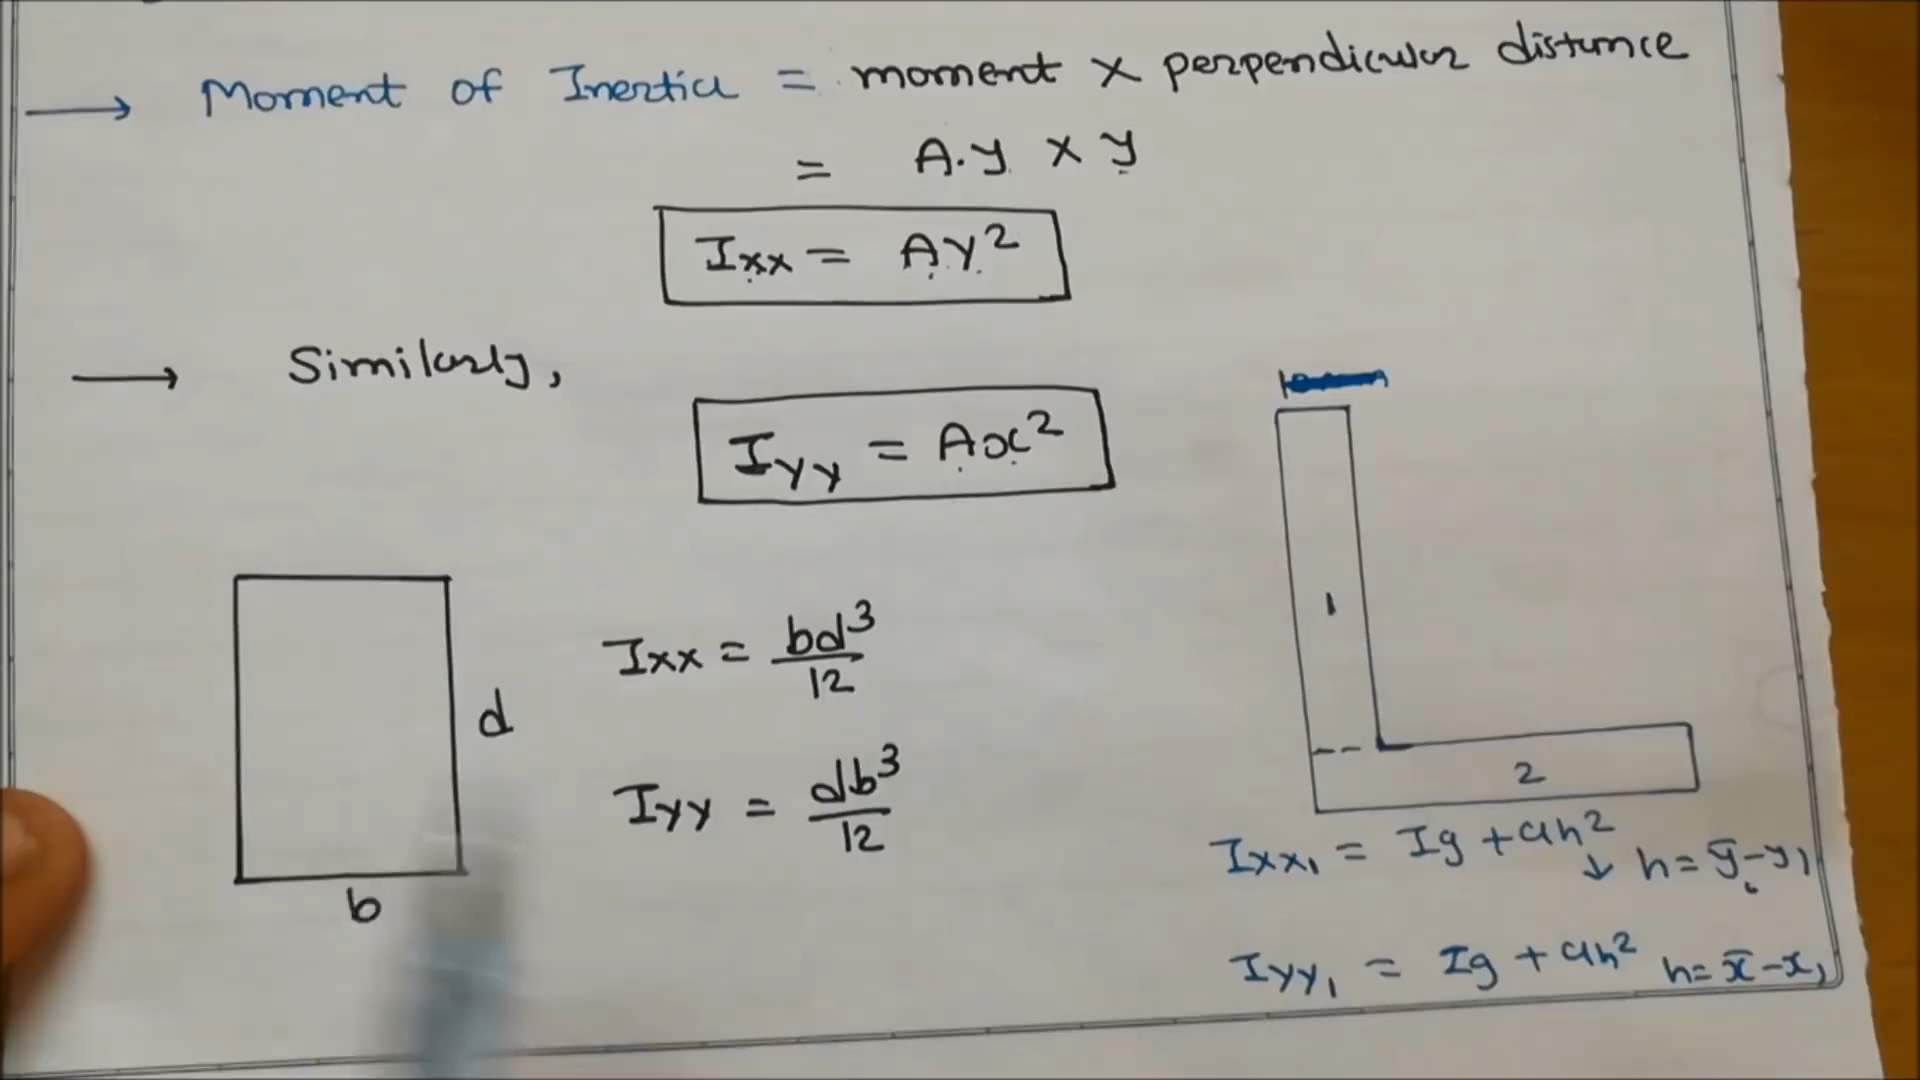 → Moment of Inertia = moment × perpendicular distance
= A.y × y
Ixx = Ay²
→ Similarly,
Iyy = Ax²
1
d
Ixx = bd³/12
2
Iyy = db³/12
b
Ixx₁ = Ig + ah²
↓ h = ȳ - y₁
Iyy₁ = Ig + ah² h = x̄ - x₁